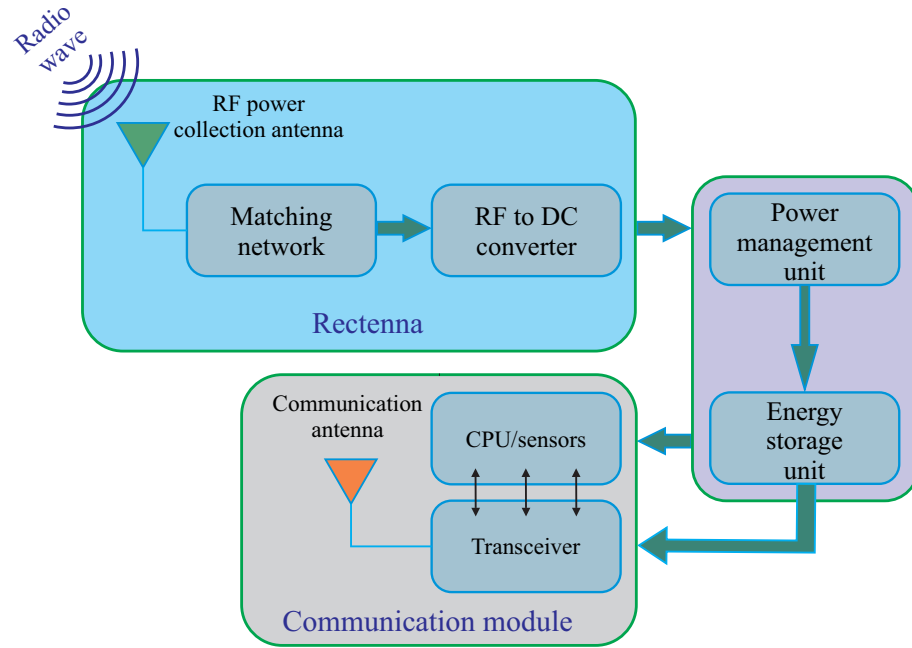 Radio
wave
RF power
collection antenna
Matching
network
RF to DC
converter
Rectenna
Power
management
unit
Energy
storage
unit
Communication
antenna
CPU/sensors
Transceiver
Communication module